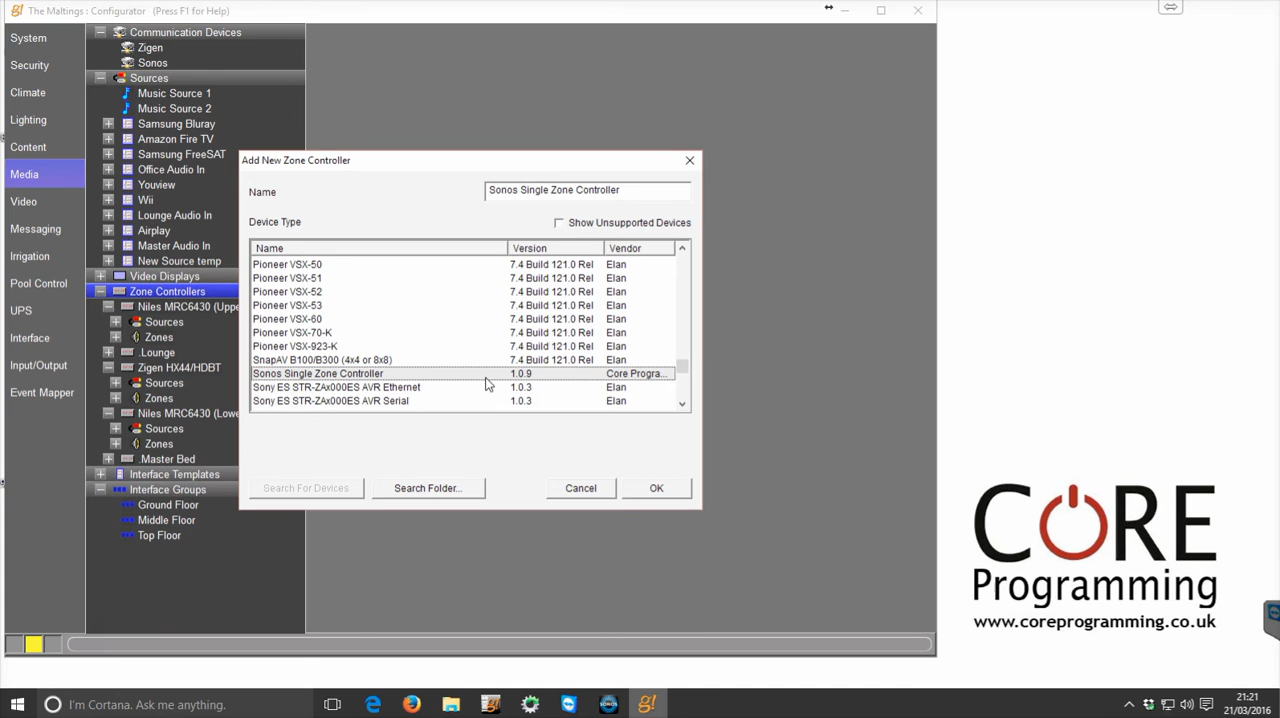 The Maltings : Configurator (Press F1 for Help)
System
Security
Climate
Lighting
Content
Media
Video
Messaging
Irrigation
Pool Control
UPS
Interface
Input/Output
Event Mapper
Communication Devices
Zigen
Sonos
Sources
Music Source 1
Music Source 2
Samsung Bluray
Amazon Fire TV
Samsung FreeSAT
Office Audio In
Youview
Wii
Lounge Audio In
Airplay
Master Audio In
New Source temp
Video Displays
Zone Controllers
Niles MRC6430 (Uppe
Sources
Zones
.Lounge
Zigen HX44/HDBT
Sources
Zones
Niles MRC6430 (Lowe
Sources
Zones
.Master Bed
Interface Templates
Interface Groups
Ground Floor
Middle Floor
Top Floor
Add New Zone Controller
Name Sonos Single Zone Controller
Device Type Show Unsupported Devices
Name Version Vendor
Pioneer VSX-50 7.4 Build 121.0 Rel Elan
Pioneer VSX-51 7.4 Build 121.0 Rel Elan
Pioneer VSX-52 7.4 Build 121.0 Rel Elan
Pioneer VSX-53 7.4 Build 121.0 Rel Elan
Pioneer VSX-60 7.4 Build 121.0 Rel Elan
Pioneer VSX-70-K 7.4 Build 121.0 Rel Elan
Pioneer VSX-923-K 7.4 Build 121.0 Rel Elan
SnapAV B100/B300 (4x4 or 8x8) 7.4 Build 121.0 Rel Elan
Sonos Single Zone Controller 1.0.9 Core Progra...
Sony ES STR-ZAx000ES AVR Ethernet 1.0.3 Elan
Sony ES STR-ZAx000ES AVR Serial 1.0.3 Elan
Search For Devices Search Folder... Cancel OK
CORE
Programming
www.coreprogramming.co.uk
I'm Cortana. Ask me anything.
SONOS
g!
21:21
21/03/2016